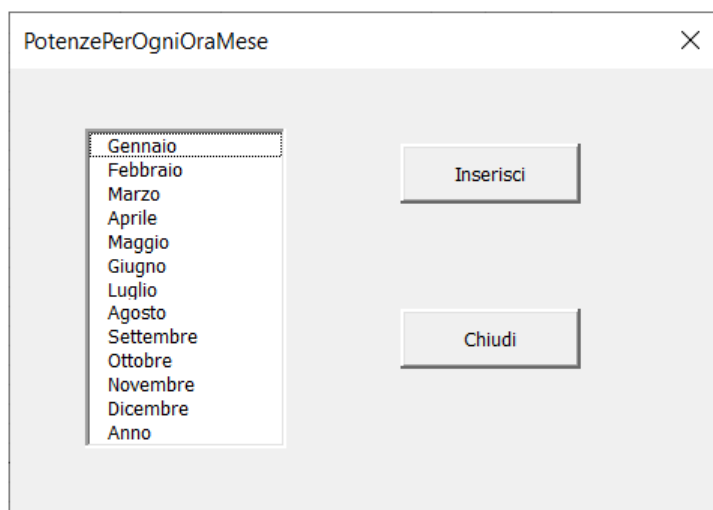 PotenzePerOgniOraMese
Gennaio
Febbraio
Marzo
Aprile
Maggio
Giugno
Luglio
Agosto
Settembre
Ottobre
Novembre
Dicembre
Anno
Inserisci
Chiudi